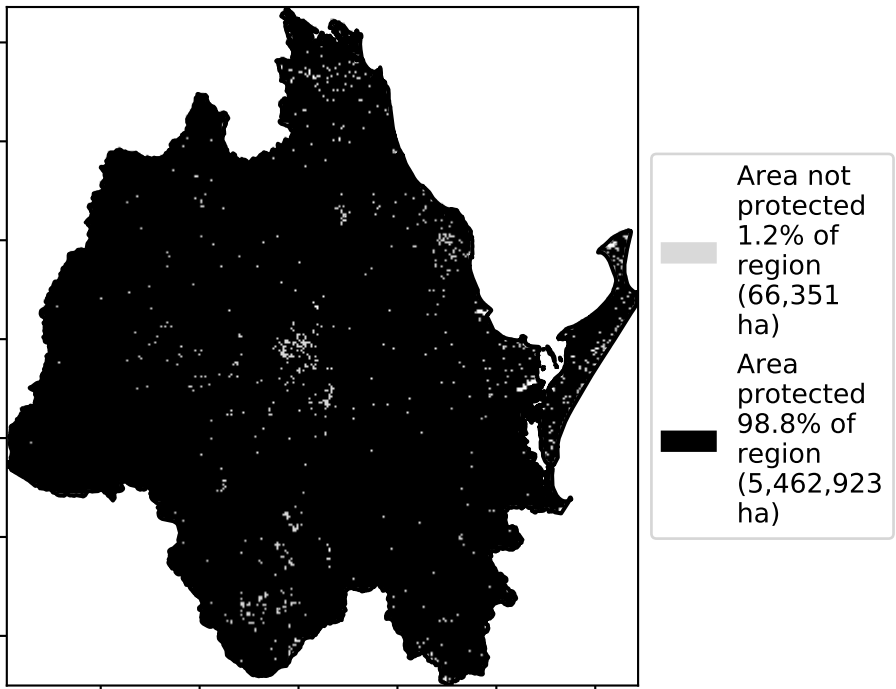 Area not
protected
1.2% of
region
(66,351
ha)
Area
protected
98.8% of
region
(5,462,923
ha)